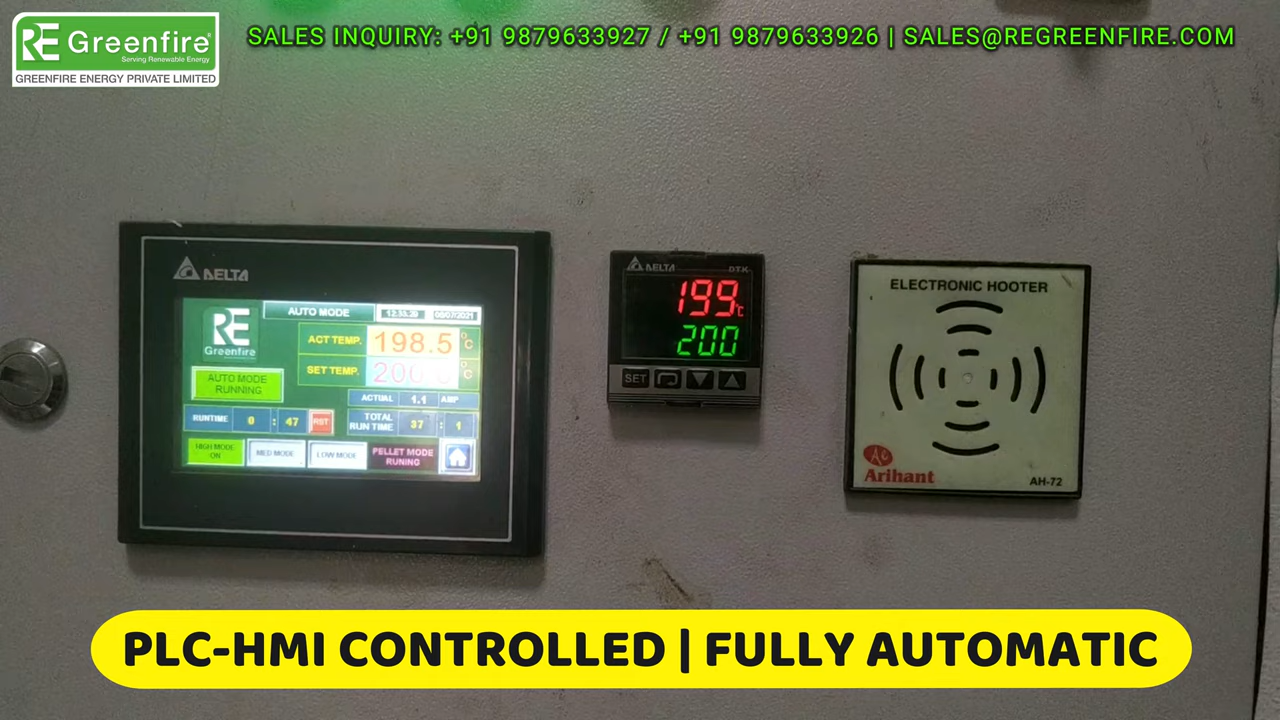 RE Greenfire
Serving Renewable Energy
GREENFIRE ENERGY PRIVATE LIMITED
SALES INQUIRY: +91 9879633927 / +91 9879633926 | SALES@REGREENFIRE.COM
DELTA
RE
Greenfire
AUTO MODE
ACT TEMP. 198.5 °C
SET TEMP. 200. °C
AUTO MODE
RUNNING
ACTUAL 1.1 AMP
RUNTIME 0 : 47 RST
TOTAL
RUN TIME 37 : 1
HIGH MODE
ON
MED MODE
LOW MODE
PELLET MODE
RUNING
DELTA DTK
199 °C
200
SET
ELECTRONIC HOOTER
Arihant
AH-72
PLC-HMI CONTROLLED | FULLY AUTOMATIC